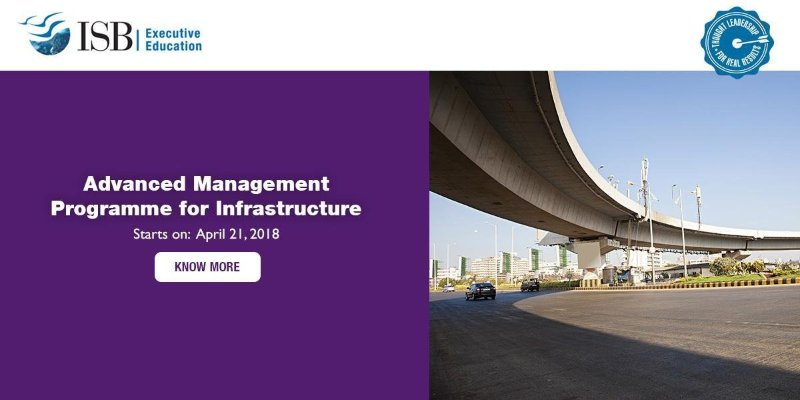 ISB
Executive
Education
THOUGHT LEADERSHIP
FOR REAL RESULTS
Advanced Management
Programme for Infrastructure
Starts on: April 21, 2018
KNOW MORE